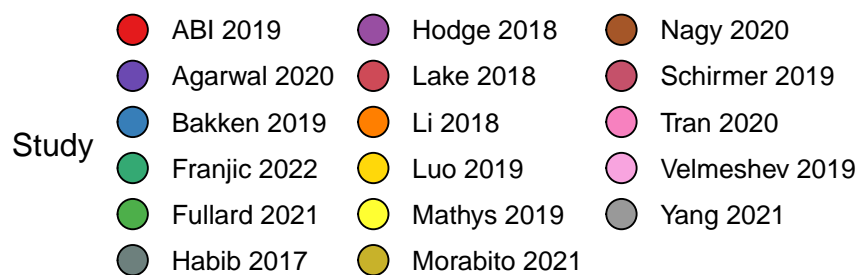 Study
ABI 2019
Agarwal 2020
Bakken 2019
Franjic 2022
Fullard 2021
Habib 2017
Hodge 2018
Lake 2018
Li 2018
Luo 2019
Mathys 2019
Morabito 2021
Nagy 2020
Schirmer 2019
Tran 2020
Velmeshev 2019
Yang 2021